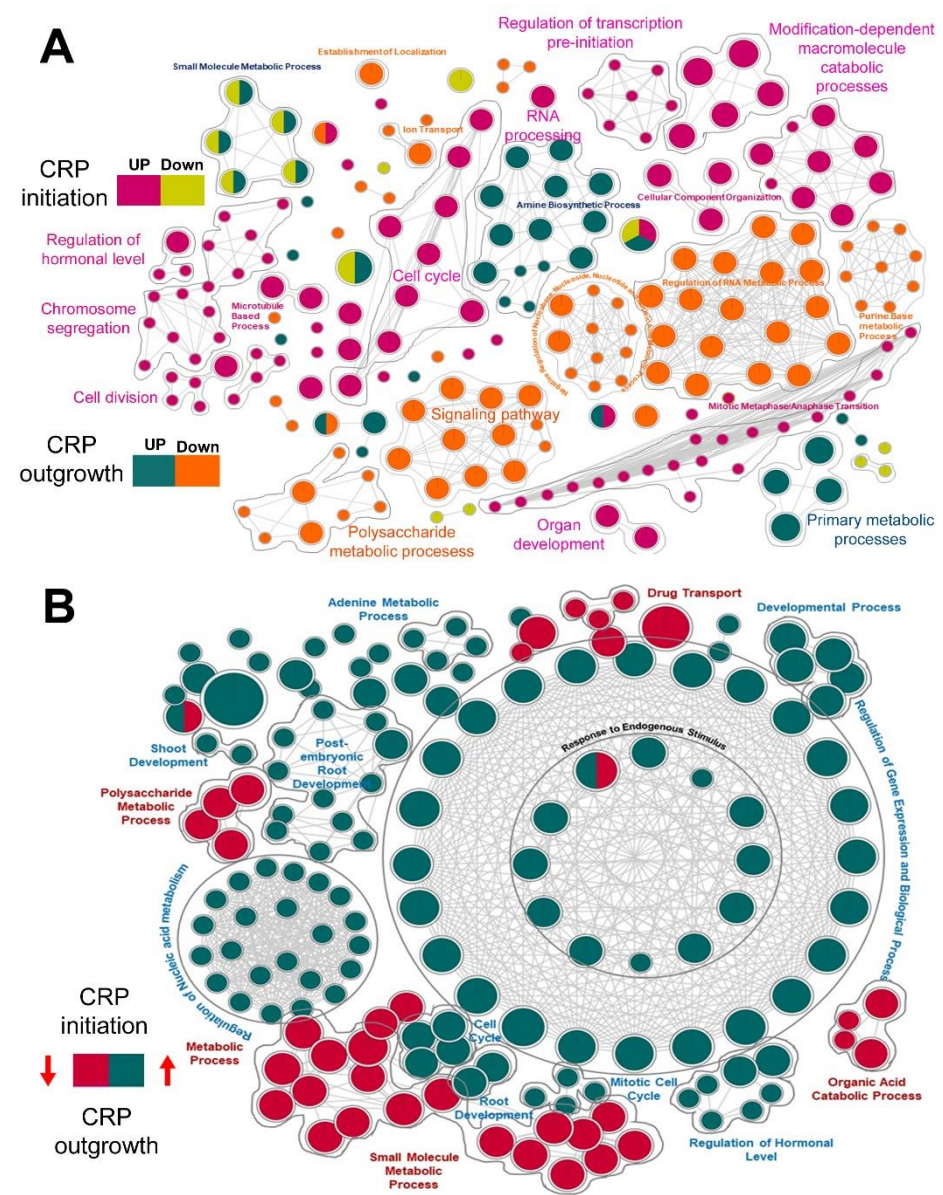 A
Regulation of transcription
pre-initiation
Modification-dependent
macromolecule
catabolic
processes
Establishment of Localization
Small Molecule Metabolic Process
RNA
processing
Ion Transport
CRP
initiation
UP Down
Cellular Component Organization
Amine Biosynthetic Process
Regulation of
hormonal level
Cell cycle
Regulation of RNA Metabolic Process
Chromosome
segregation
Microtubule
Based
Process
Purine Base
metabolic
Process
Cell division
Mitotic Metaphase/Anaphase Transition
Signaling pathway
CRP
outgrowth
UP Down
Organ
development
Primary metabolic
processes
Polysaccharide
metabolic procesess
B
Adenine Metabolic
Process
Drug Transport
Developmental Process
Shoot
Development
Post-
embryonic
Root
Development
Response to Endogenous Stimulus
Regulation of Gene Expression and Biological Process
Polysaccharide
Metabolic
Process
Regulation of Nucleic acid metabolism
CRP
initiation
CRP
outgrowth
Metabolic
Process
Cell
Cycle
Root
Development
Mitotic Cell
Cycle
Organic Acid
Catabolic Process
Regulation of Hormonal
Level
Small Molecule
Metabolic
Process